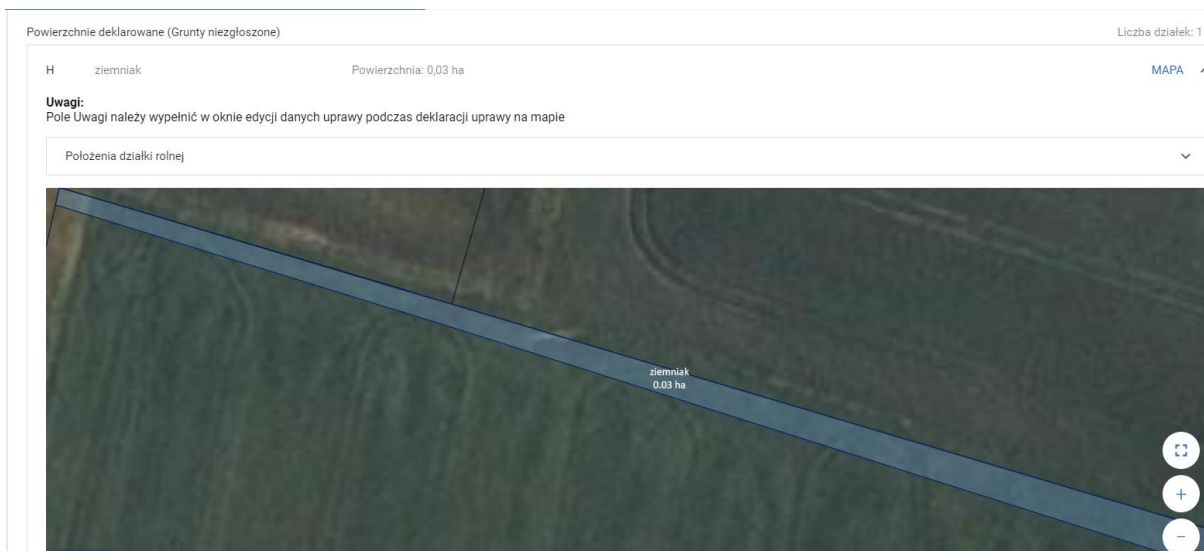 Powierzchnie deklarowane (Grunty niezgłoszone) Liczba działek: 1
H ziemniak Powierzchnia: 0,03 ha MAPA
Uwagi:
Pole Uwagi należy wypełnić w oknie edycji danych uprawy podczas deklaracji uprawy na mapie
Położenia działki rolnej
ziemniak
0.03 ha